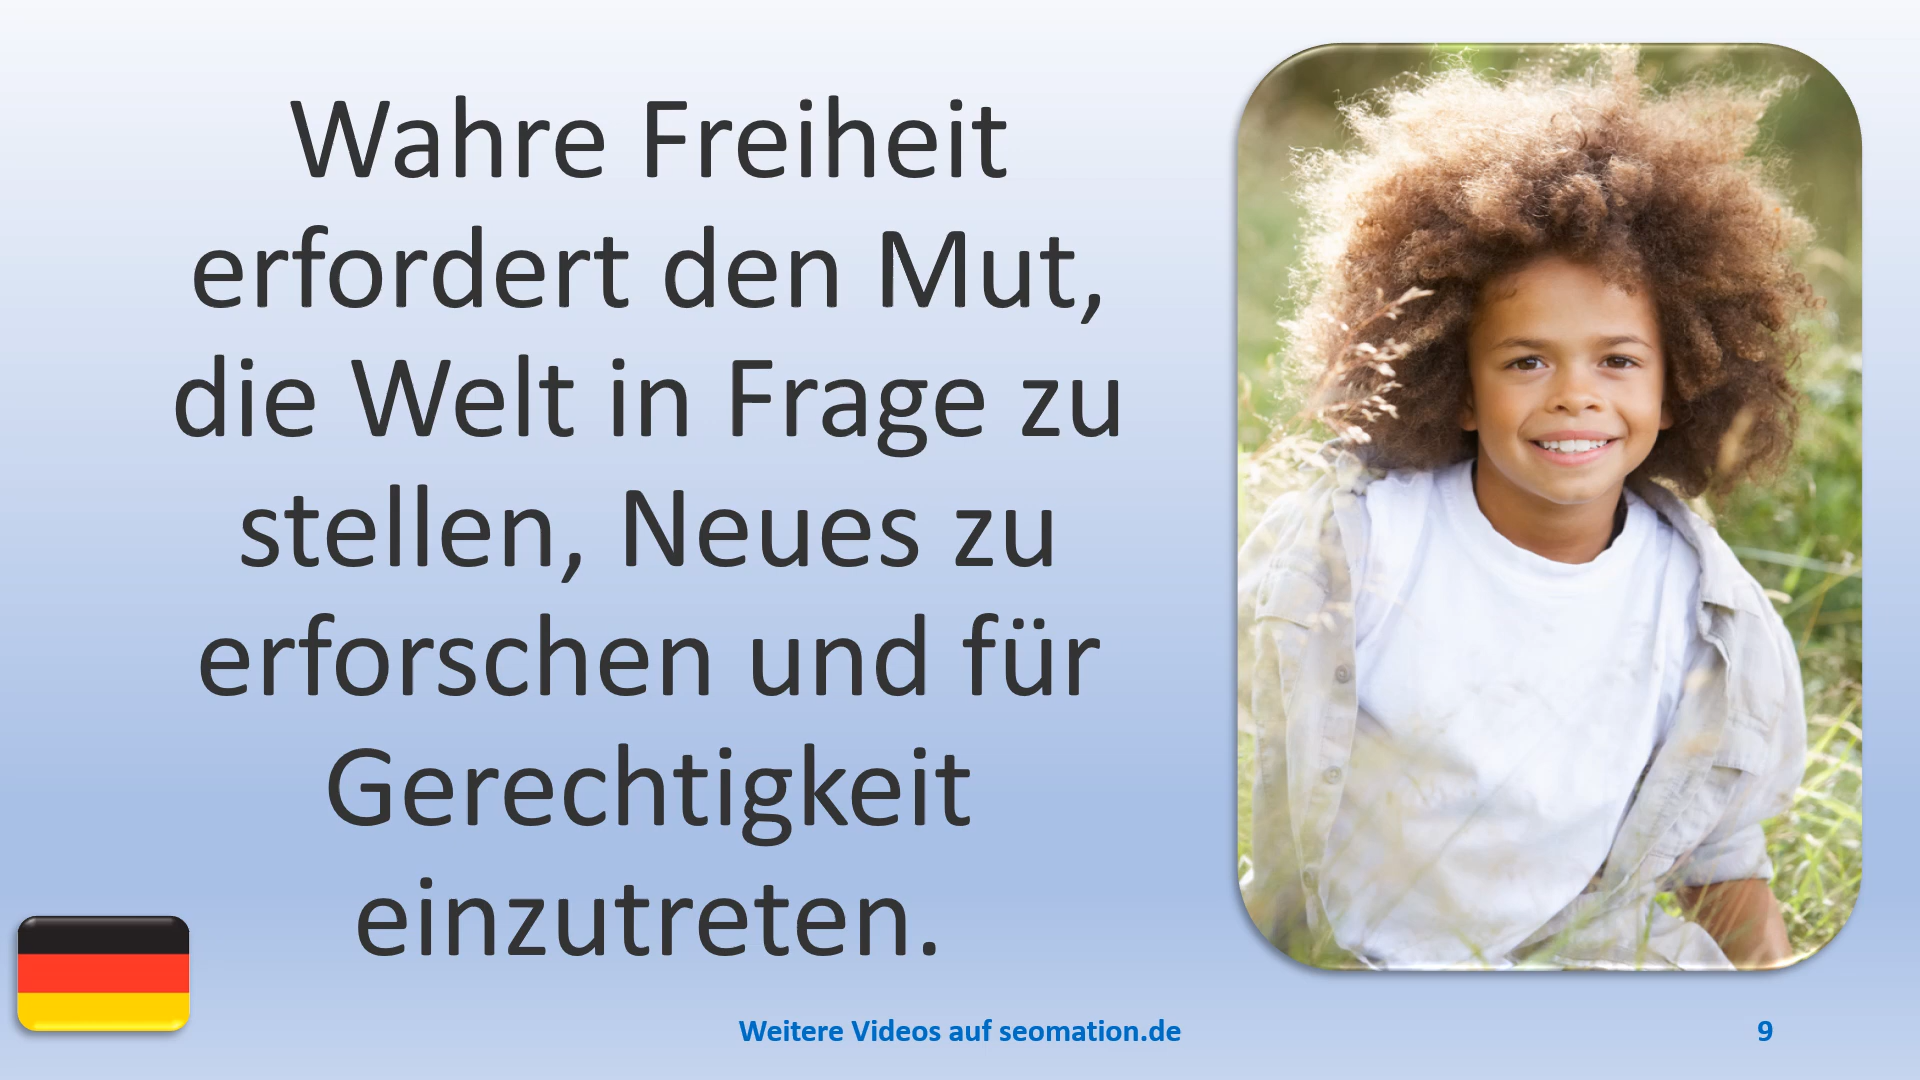 Wahre Freiheit
erfordert den Mut,
die Welt in Frage zu
stellen, Neues zu
erforschen und für
Gerechtigkeit
einzutreten.
Weitere Videos auf seomation.de
9